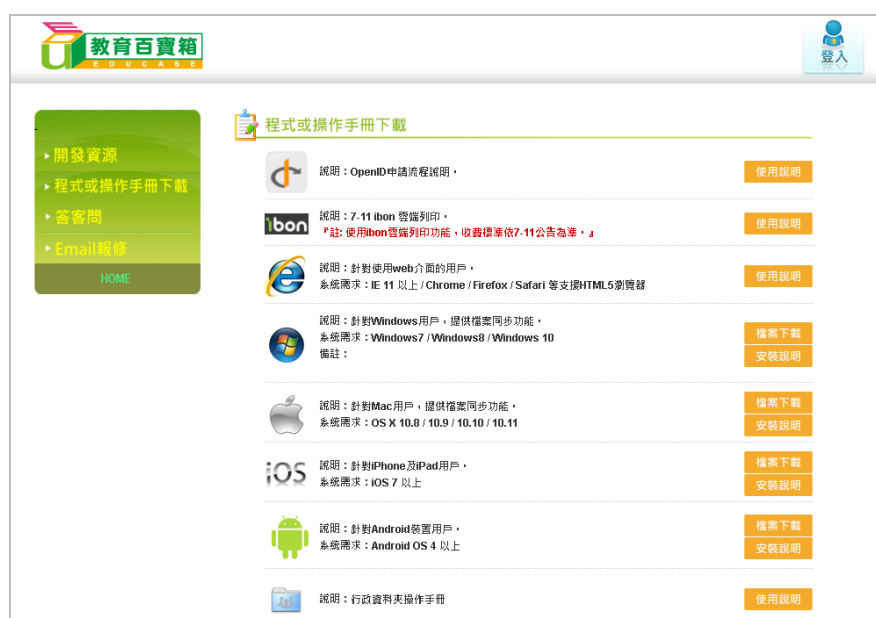 教育百寶箱
EDUCASE
登入
開發資源
程式或操作手冊下載
答客問
Email報修
HOME
程式或操作手冊下載
說明：OpenID申請流程說明。
使用說明
ibon
說明：7-11 ibon 雲端列印。
『註: 使用ibon雲端列印功能，收費標準依7-11公告為準。』
使用說明
說明：針對使用web介面的用戶。
系統需求：IE 11 以上 / Chrome / Firefox / Safari 等支援HTML5瀏覽器
使用說明
說明：針對Windows用戶，提供檔案同步功能。
系統需求：Windows7 / Windows8 / Windows 10
備註：
檔案下載
安裝說明
說明：針對Mac用戶，提供檔案同步功能。
系統需求：OS X 10.8 / 10.9 / 10.10 / 10.11
檔案下載
安裝說明
iOS
說明：針對iPhone及iPad用戶。
系統需求：iOS 7 以上
檔案下載
安裝說明
說明：針對Android裝置用戶。
系統需求：Android OS 4 以上
檔案下載
安裝說明
說明：行政資料夾操作手冊
使用說明